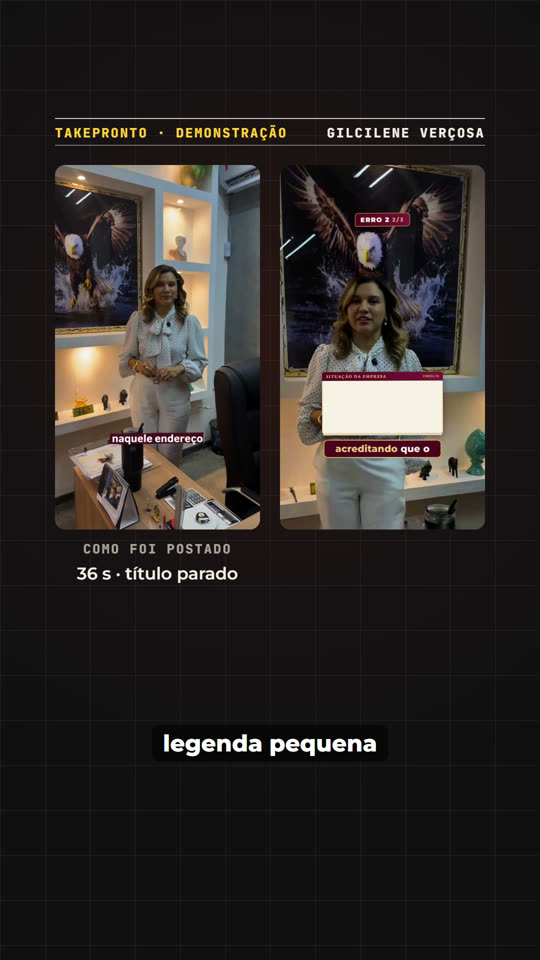 TAKEPRONTO · DEMONSTRAÇÃO
GILCILENE VERÇOSA
naquele endereço
ERRO 2 2/3
SITUAÇÃO DA EMPRESA
acreditando que o
COMO FOI POSTADO
36 s · título parado
legenda pequena